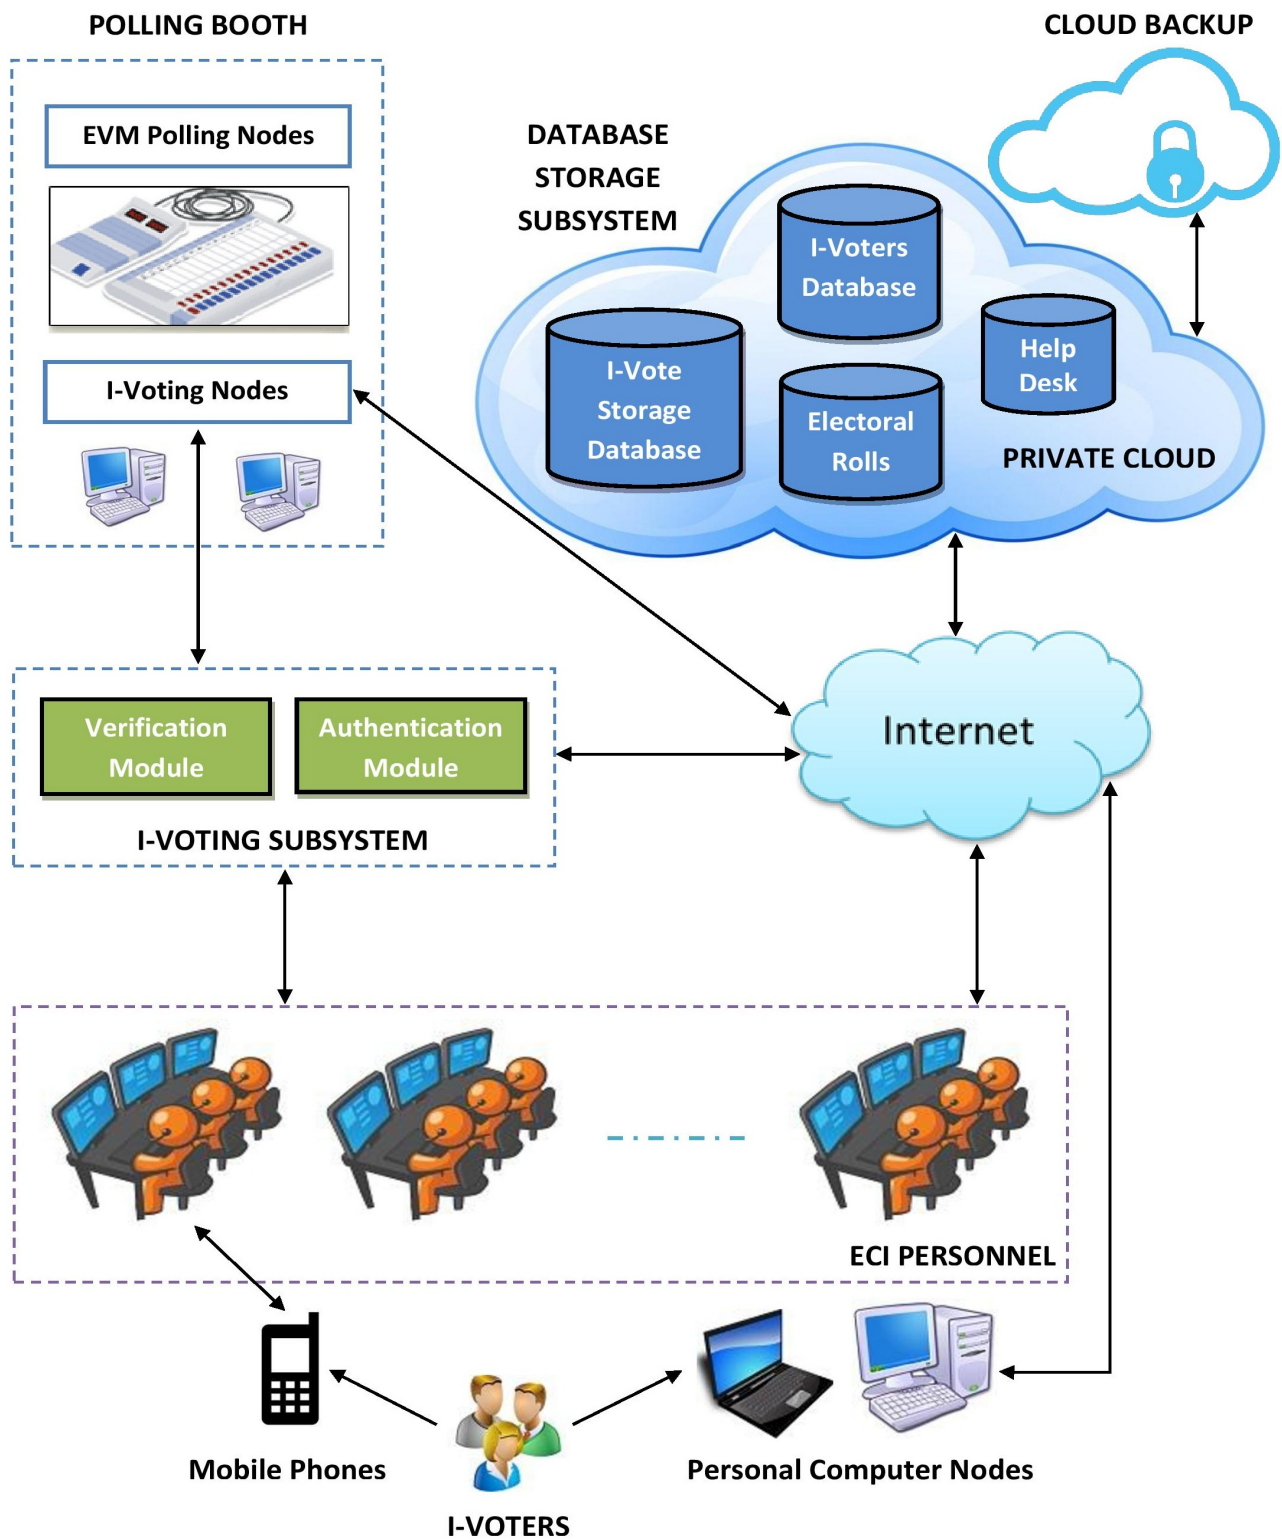 POLLING BOOTH
CLOUD BACKUP
EVM Polling Nodes
DATABASE
STORAGE
SUBSYSTEM
I-Voters
Database
I-Vote
Storage
Database
Help
Desk
I-Voting Nodes
Electoral
Rolls
PRIVATE CLOUD
Verification
Module
Authentication
Module
Internet
I-VOTING SUBSYSTEM
ECI PERSONNEL
Mobile Phones
Personal Computer Nodes
I-VOTERS